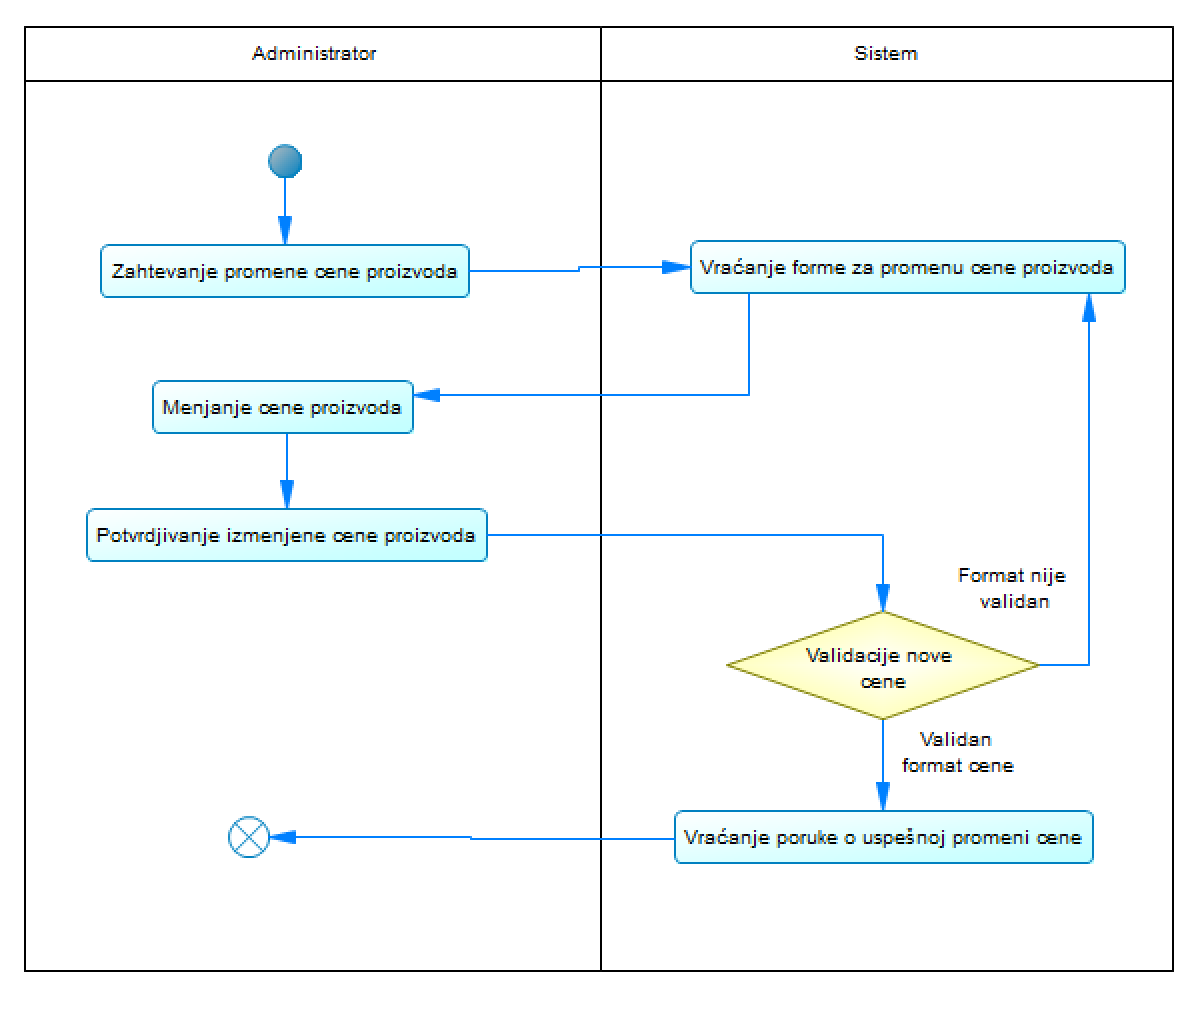 Administrator
Sistem
Zahtevanje promene cene proizvoda
Vraćanje forme za promenu cene proizvoda
Menjanje cene proizvoda
Potvrdjivanje izmenjene cene proizvoda
Format nije
validan
Validacije nove
cene
Validan
format cene
Vraćanje poruke o uspešnoj promeni cene